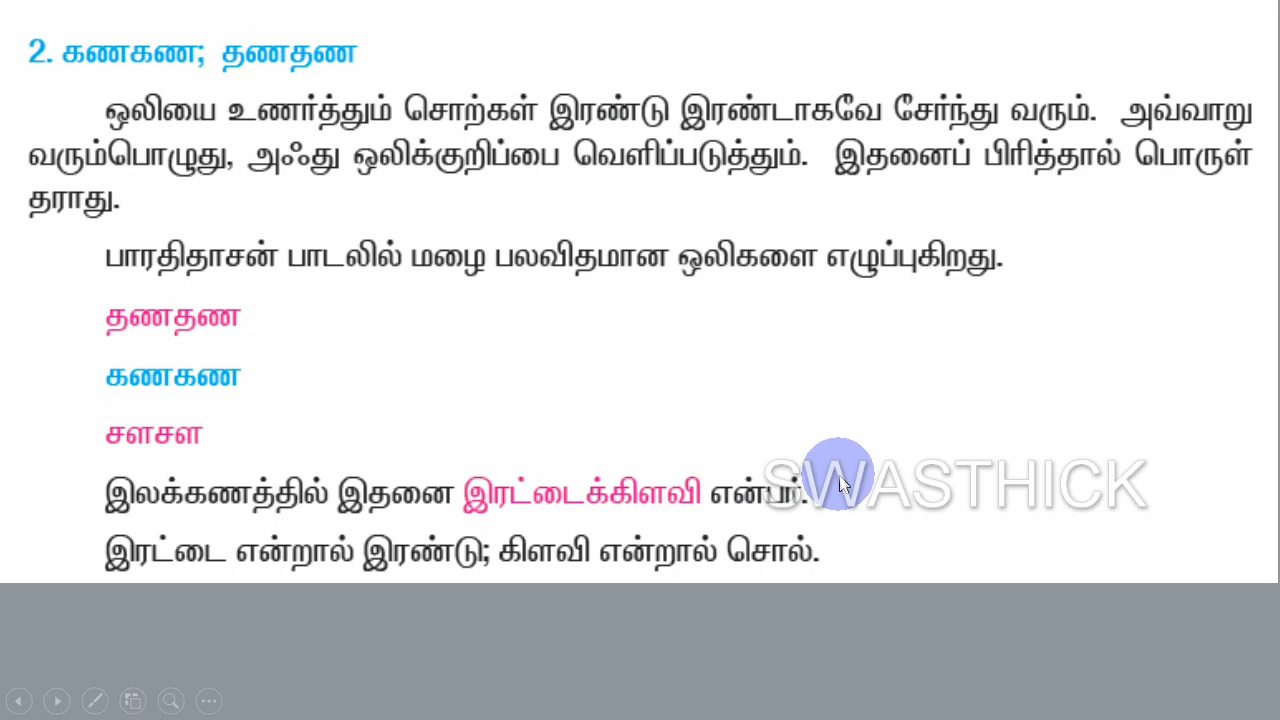 2. கணகண; தணதண
ஒலியை உணர்த்தும் சொற்கள் இரண்டு இரண்டாகவே சேர்ந்து வரும். அவ்வாறு
வரும்பொழுது, அஃது ஒலிக்குறிப்பை வெளிப்படுத்தும். இதனைப் பிரித்தால் பொருள்
தராது.
பாரதிதாசன் பாடலில் மழை பலவிதமான ஒலிகளை எழுப்புகிறது.
தணதண
கணகண
சளசள
இலக்கணத்தில் இதனை இரட்டைக்கிளவி என்பர்.
SWASTHICK
இரட்டை என்றால் இரண்டு; கிளவி என்றால் சொல்.